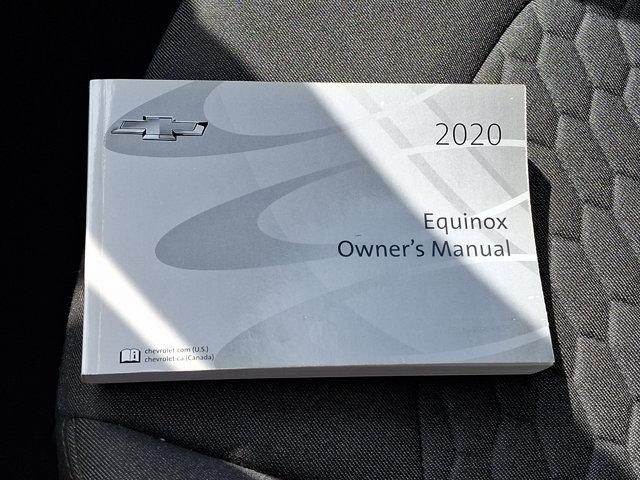 2020
Equinox
Owner's Manual
chevrolet.com (U.S.)
chevrolet.ca (Canada)